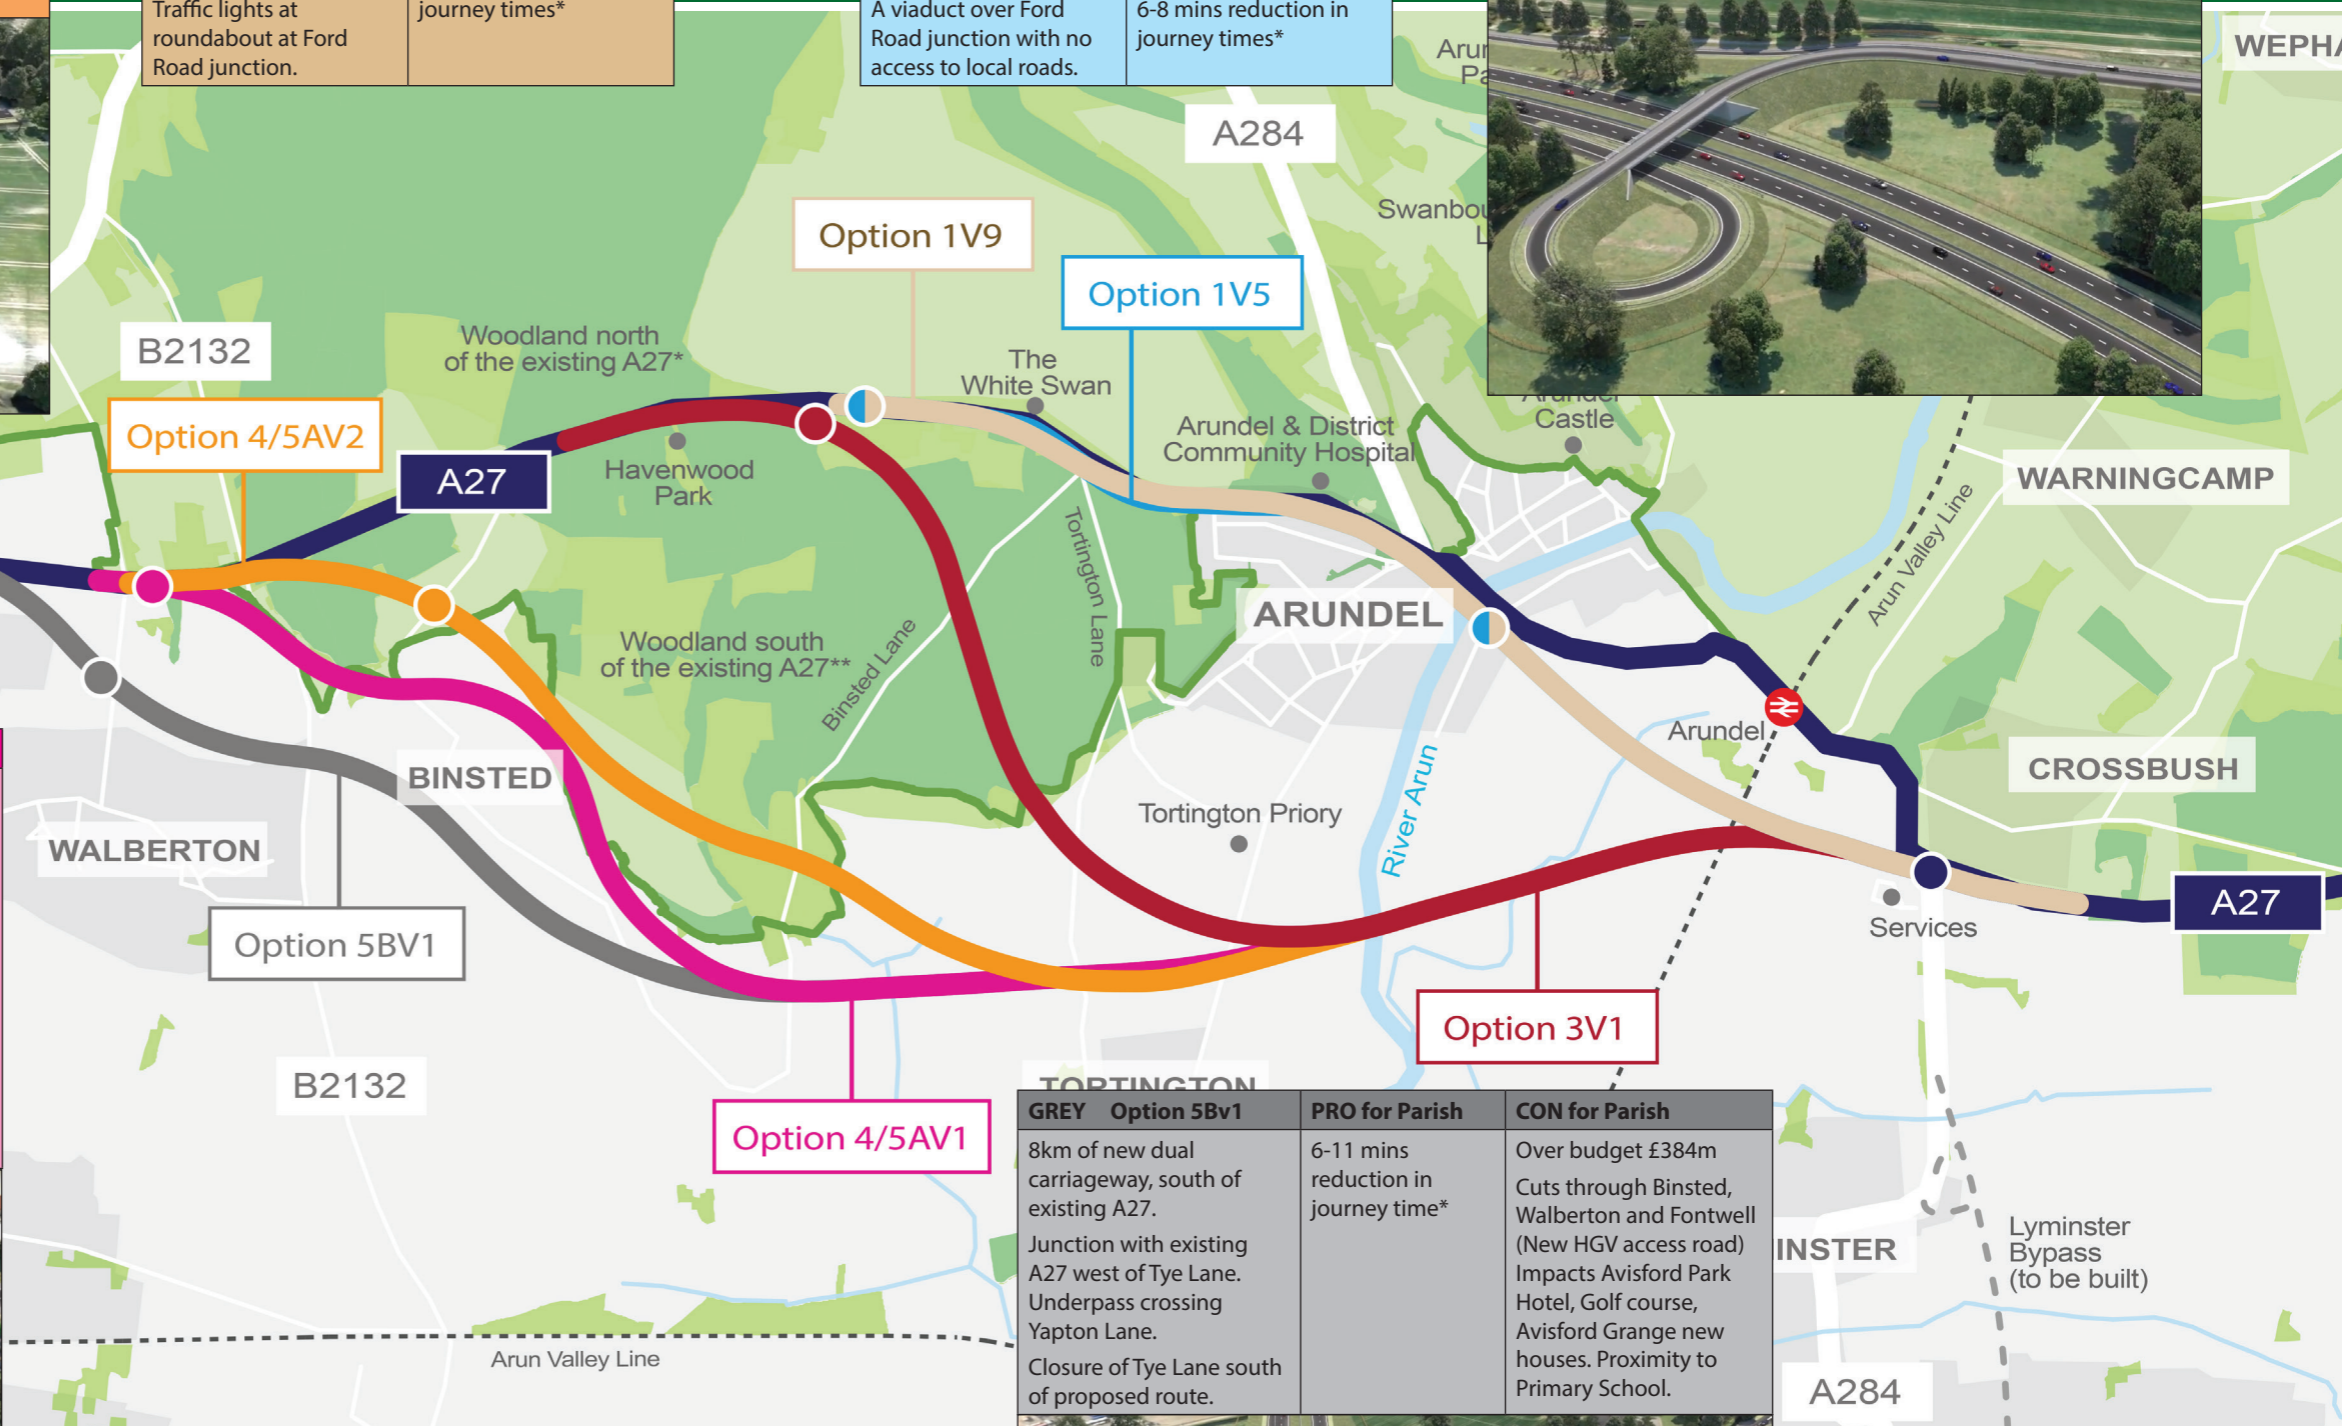 Traffic lights at
roundabout at Ford
Road junction.
journey times*
A viaduct over Ford
Road junction with no
access to local roads.
6-8 mins reduction in
journey times*
A284
Option 1V9
Option 1V5
B2132
Woodland north
of the existing A27*
The
White Swan
Arundel & District
Community Hospital
Castle
Option 4/5AV2
A27
Havenwood
Park
WARNINGCAMP
Arun Valley Line
Tortington Lane
ARUNDEL
Woodland south
of the existing A27**
Binsted Lane
Arundel
CROSSBUSH
BINSTED
River Arun
Tortington Priory
WALBERTON
A27
Services
Option 5BV1
Option 3V1
B2132
TORTINGTON
Option 4/5AV1
GREY Option 5Bv1
8km of new dual
carriageway, south of
existing A27.
Junction with existing
A27 west of Tye Lane.
Underpass crossing
Yapton Lane.
Closure of Tye Lane south
of proposed route.
PRO for Parish
6-11 mins
reduction in
journey time*
CON for Parish
Over budget £384m
Cuts through Binsted,
Walberton and Fontwell
(New HGV access road)
Impacts Avisford Park
Hotel, Golf course,
Avisford Grange new
houses. Proximity to
Primary School.
INSTER
Lyminster
Bypass
(to be built)
Arun Valley Line
A284